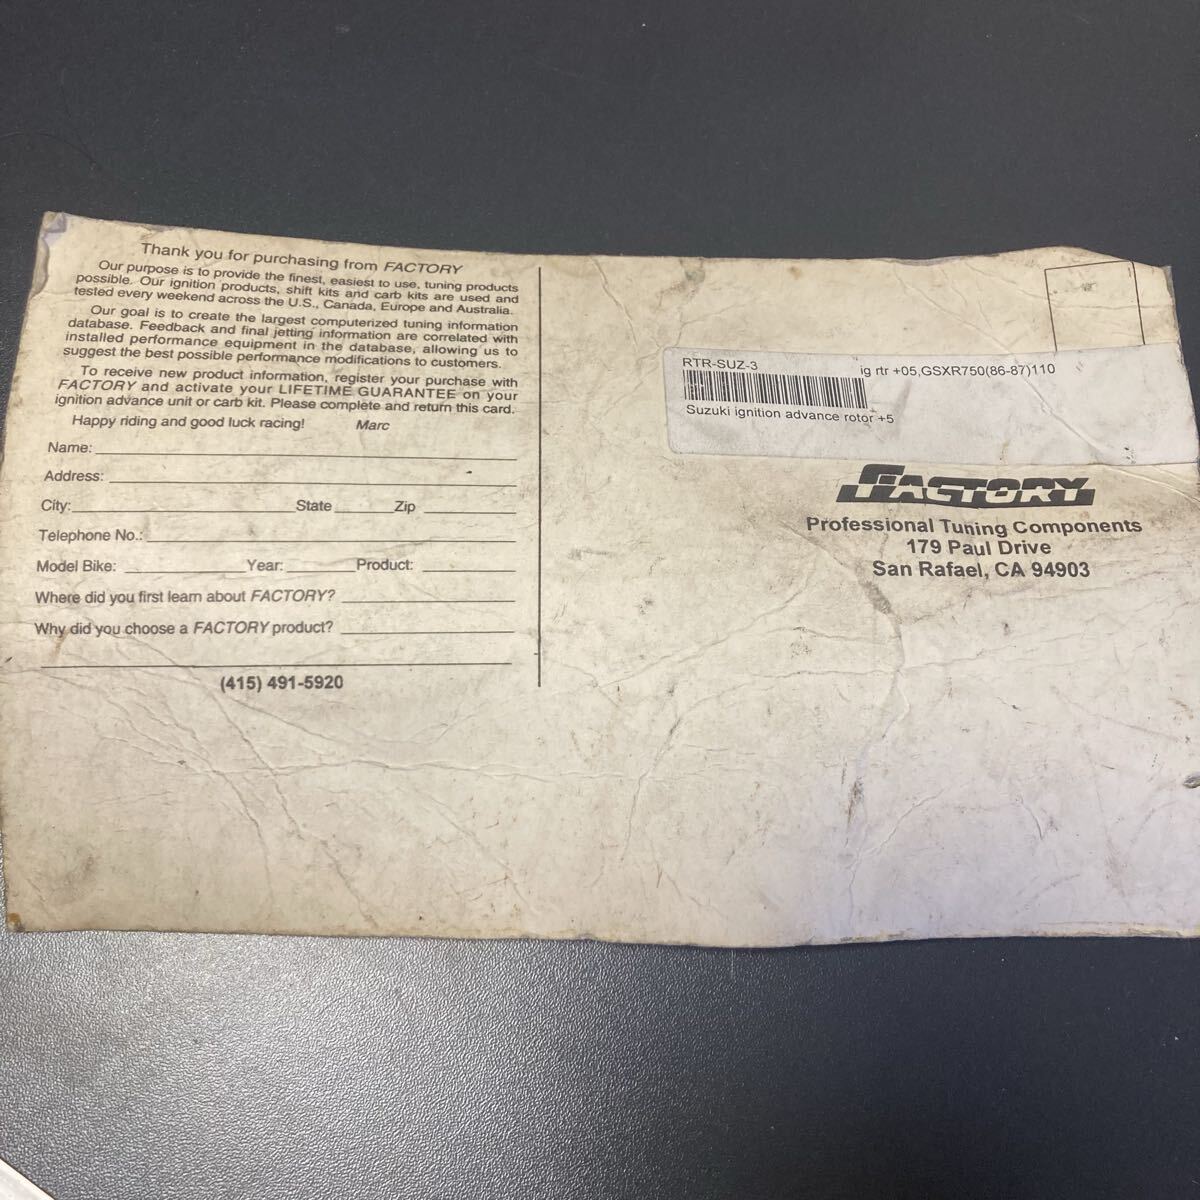 Thank you for purchasing from FACTORY
Our purpose is to provide the finest, easiest to use, tuning products
possible. Our ignition products, shift kits and carb kits are used and
tested every weekend across the U.S., Canada, Europe and Australia.
Our goal is to create the largest computerized tuning information
database. Feedback and final jetting information are correlated with
installed performance equipment in the database, allowing us to
suggest the best possible performance modifications to customers.
To receive new product information, register your purchase with
FACTORY and activate your LIFETIME GUARANTEE on your
ignition advance unit or carb kit. Please complete and return this card.
Happy riding and good luck racing! Marc
Name:
Address:
City: State Zip
Telephone No.:
Model Bike: Year: Product:
Where did you first learn about FACTORY?
Why did you choose a FACTORY product?
(415) 491-5920
RTR-SUZ-3 ig rtr +05,GSXR750(86-87)110
Suzuki ignition advance rotor +5
FACTORY
Professional Tuning Components
179 Paul Drive
San Rafael, CA 94903